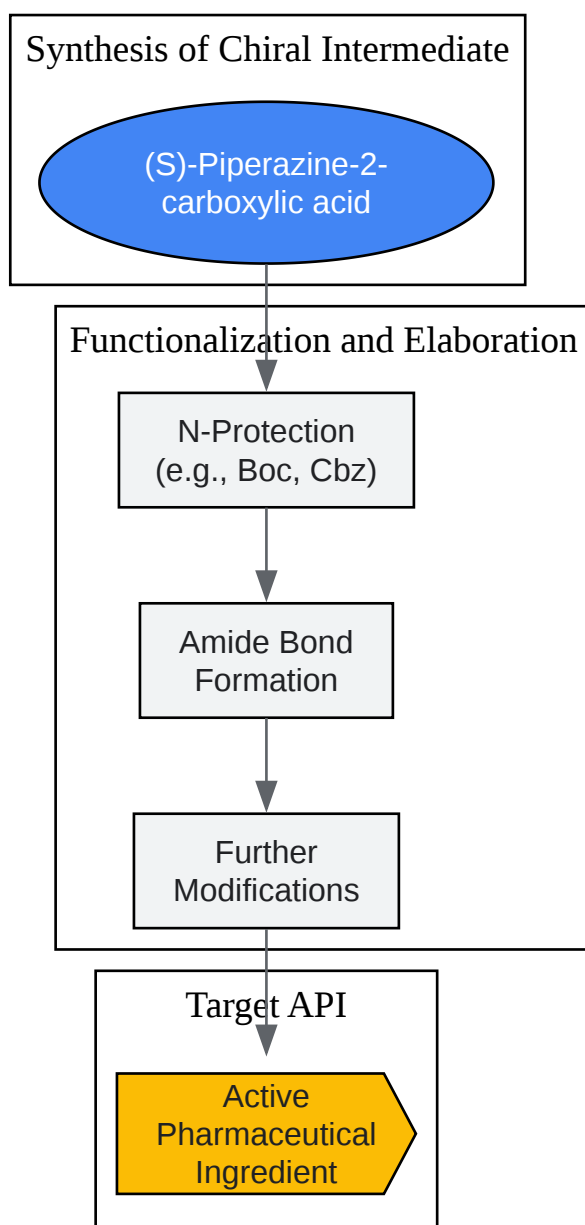 Synthesis of Chiral Intermediate
(S)-Piperazine-2-
carboxylic acid
Functionalization and Elaboration
N-Protection
(e.g., Boc, Cbz)
Amide Bond
Formation
Further
Modifications
Target API
Active
Pharmaceutical
Ingredient